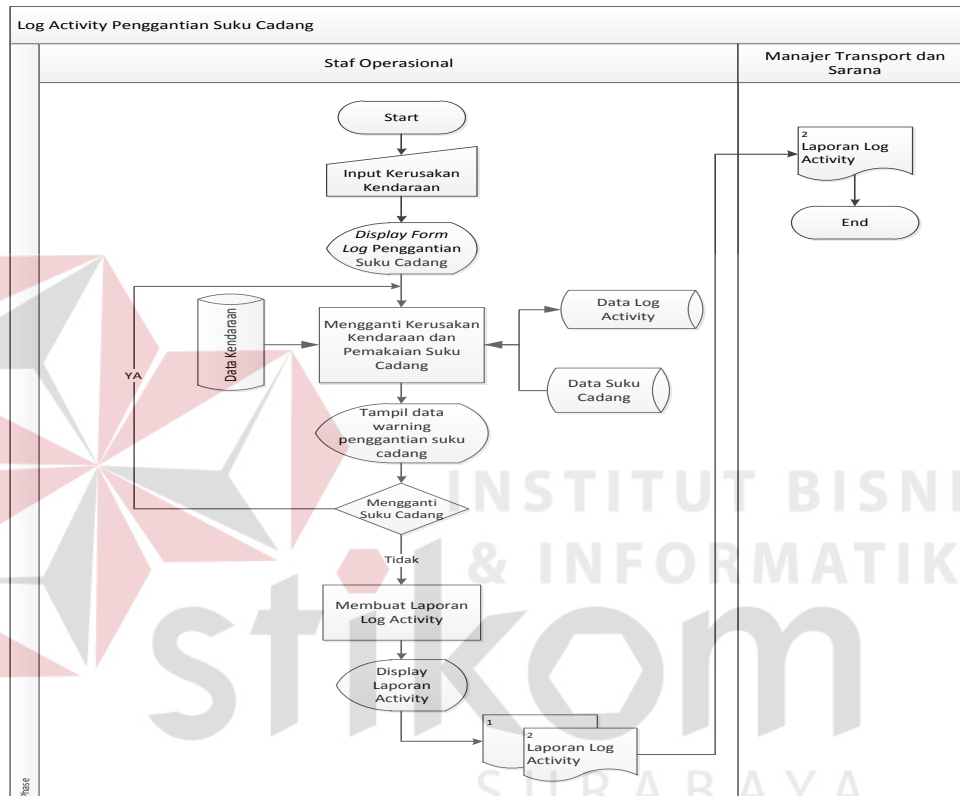 Log Activity Penggantian Suku Cadang
Staf Operasional
Manajer Transport dan
Sarana
Start
Input Kerusakan
Kendaraan
Display Form
Log Penggantian
Suku Cadang
Data Kendaraan
Mengganti Kerusakan
Kendaraan dan
Pemakaian Suku
Cadang
Data Log
Activity
Data Suku
Cadang
YA
Tampil data
warning
penggantian suku
cadang
Mengganti
Suku Cadang
Tidak
Membuat Laporan
Log Activity
Display
Laporan
Activity
1
2
Laporan Log
Activity
2
Laporan Log
Activity
End
Phase
INSTITUT BISNI
& INFORMATIK
stikom
SURABAYA